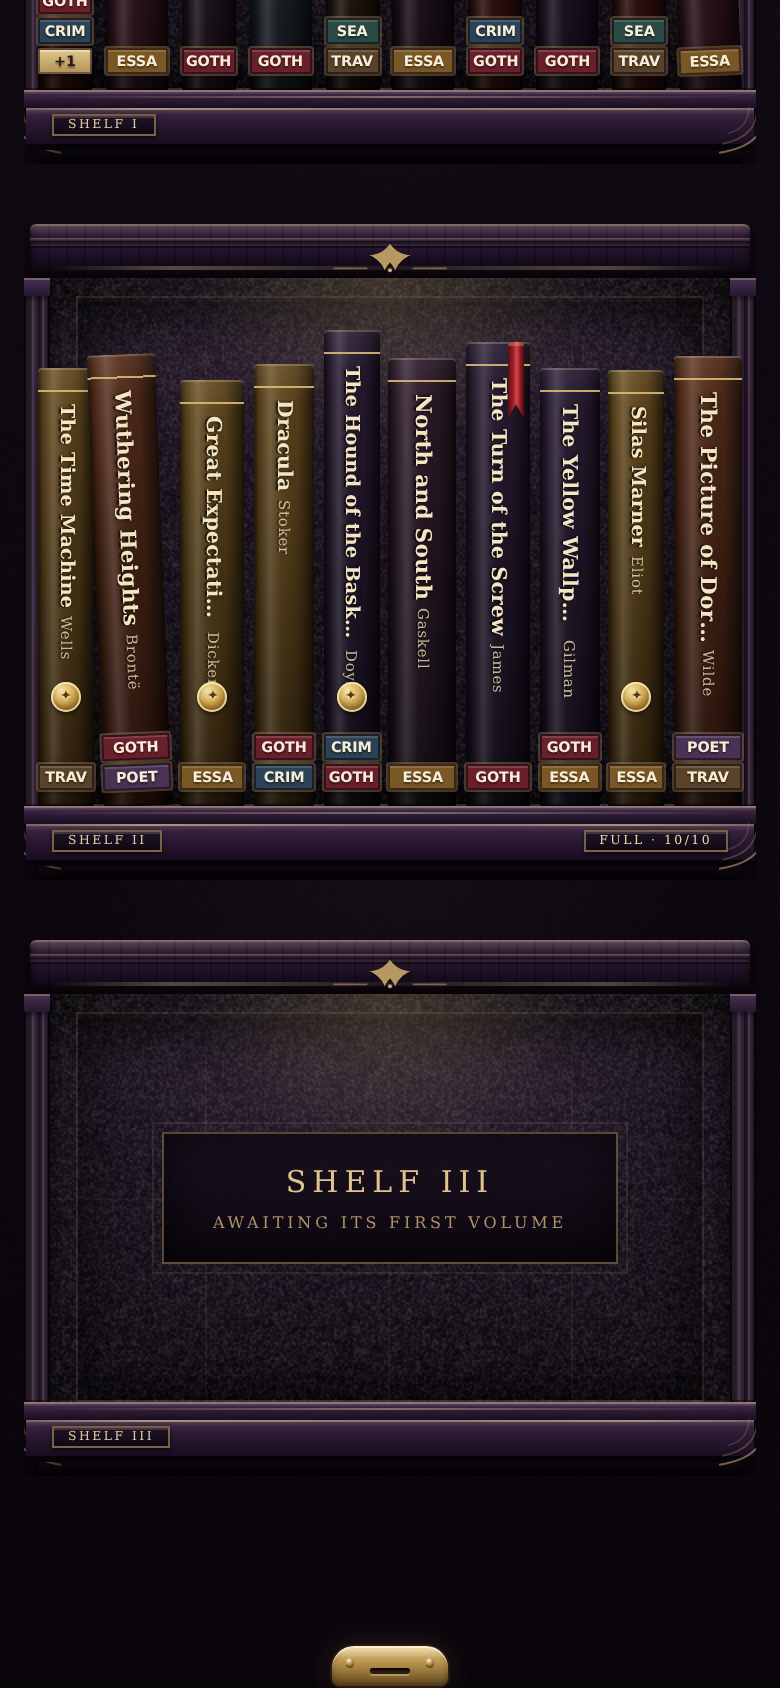 GOTH
CRIM
+1
ESSA
GOTH
GOTH
SEA
TRAV
ESSA
CRIM
GOTH
GOTH
SEA
TRAV
ESSA
SHELF I
The Time Machine Wells
TRAV
Wuthering Heights Brontë
GOTH
POET
Great Expectati… Dicke
ESSA
Dracula Stoker
GOTH
CRIM
The Hound of the Bask… Doy
CRIM
GOTH
North and South Gaskell
ESSA
The Turn of the Screw James
GOTH
The Yellow Wallp… Gilman
GOTH
ESSA
Silas Marner Eliot
ESSA
The Picture of Dor… Wilde
POET
TRAV
SHELF II
FULL · 10/10
SHELF III
AWAITING ITS FIRST VOLUME
SHELF III